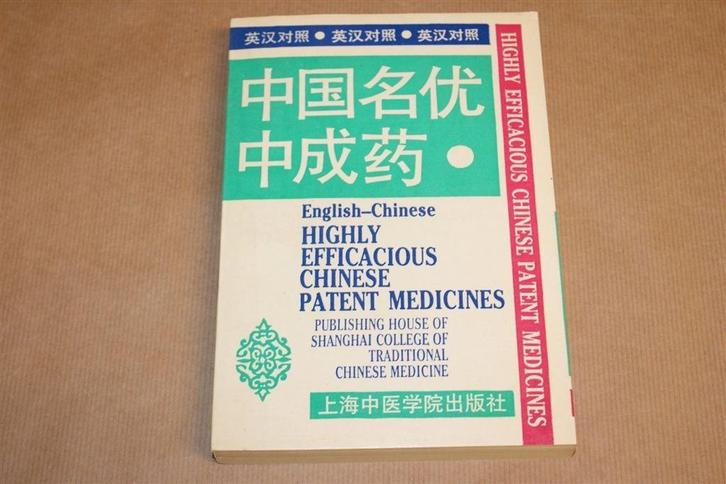 英汉对照 • 英汉对照 • 英汉对照
中国名优
中成药 •
English–Chinese
HIGHLY
EFFICACIOUS
CHINESE
PATENT MEDICINES
PUBLISHING HOUSE OF
SHANGHAI COLLEGE OF
TRADITIONAL
CHINESE MEDICINE
上海中医学院出版社
HIGHLY EFFICACIOUS CHINESE PATENT MEDICINES